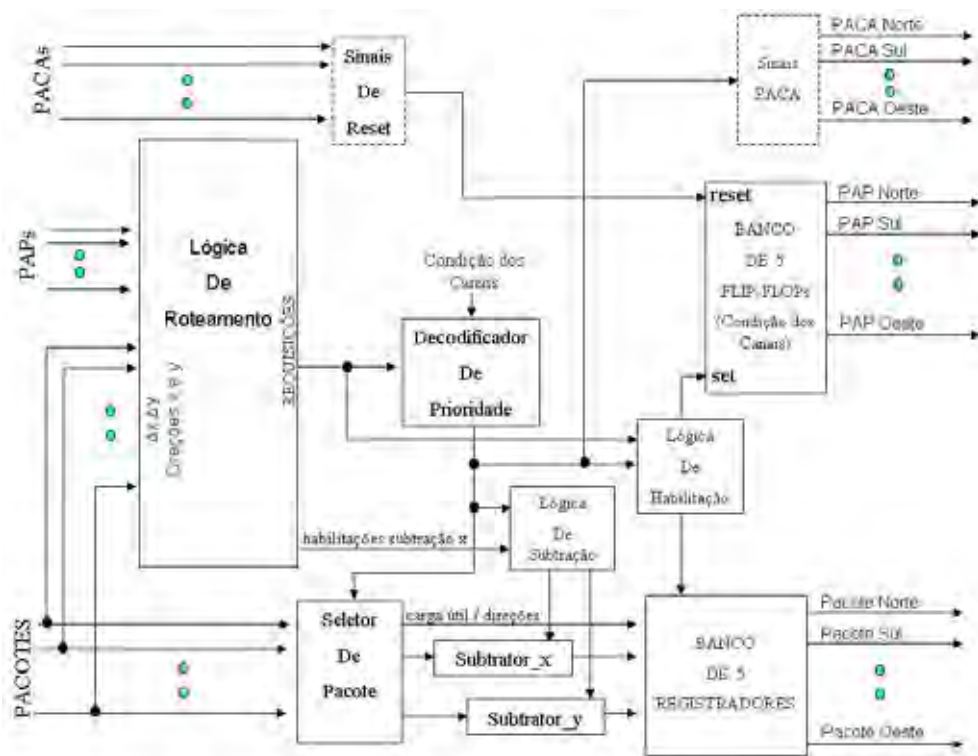 PACAs
Sinais
De
Reset
Sinais
PACA
PACA Norte
PACA Sul
PACA Oeste
PAPs
Lógica
De
Roteamento
REQUISIÇÕES
Δx Δy
Direções x e y
Condição dos
Canais
Decodificador
De
Prioridade
reset
BANCO
DE 5
FLIP-FLOPs
(Condição dos
Canais)
set
PAP Norte
PAP Sul
PAP Oeste
Lógica
De
Habilitação
Lógica
De
Subtração
habilitações subtração x
PACOTES
Seletor
De
Pacote
carga útil / direções
Subtrator_x
Subtrator_y
BANCO
DE 5
REGISTRADORES
Pacote Norte
Pacote Sul
Pacote Oeste